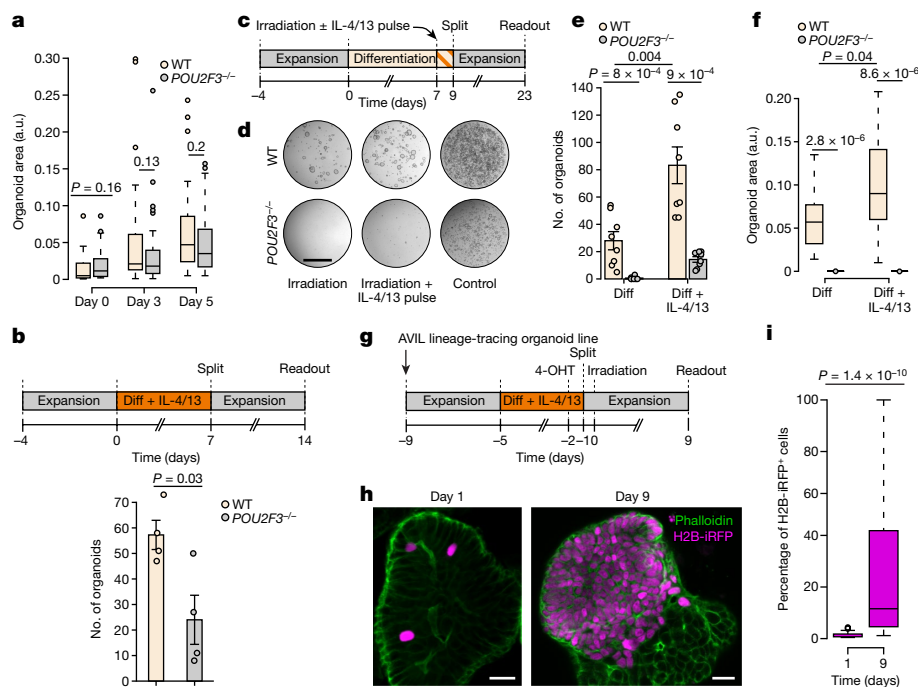 a
WT
POU2F3–/–
Organoid area (a.u.)
0.30
0.25
0.20
0.15
0.10
0.05
0
P = 0.16
0.13
0.2
Day 0
Day 3
Day 5
b
Split
Readout
Expansion
Diff + IL-4/13
Expansion
–4
0
7
14
Time (days)
P = 0.03
WT
POU2F3–/–
No. of organoids
70
60
50
40
30
20
10
0
c
Irradiation ± IL-4/13 pulse
Split
Readout
Expansion
Differentiation
Expansion
–4
0
7
9
23
Time (days)
d
WT
POU2F3–/–
Irradiation
Irradiation +
IL-4/13 pulse
Control
e
WT
POU2F3–/–
0.004
P = 8 × 10–4
9 × 10–4
No. of organoids
140
120
100
80
60
40
20
0
Diff
Diff +
IL-4/13
f
WT
POU2F3–/–
P = 0.04
8.6 × 10–6
2.8 × 10–6
Organoid area (a.u.)
0.20
0.15
0.10
0.05
0
Diff
Diff +
IL-4/13
g
AVIL lineage-tracing organoid line
Split
4-OHT
Irradiation
Readout
Expansion
Diff + IL-4/13
Expansion
–9
–5
–2
–1
0
9
Time (days)
h
Day 1
Day 9
Phalloidin
H2B-iRFP
i
P = 1.4 × 10–10
Percentage of H2B-iRFP+ cells
100
80
60
40
20
0
1
9
Time (days)